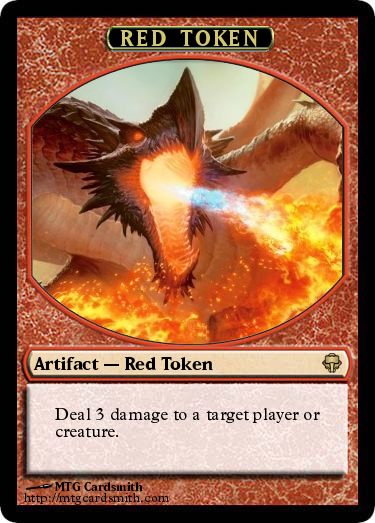 RED TOKEN
Artifact — Red Token
Deal 3 damage to a target player or
creature.
MTG Cardsmith
http://mtgcardsmith.com